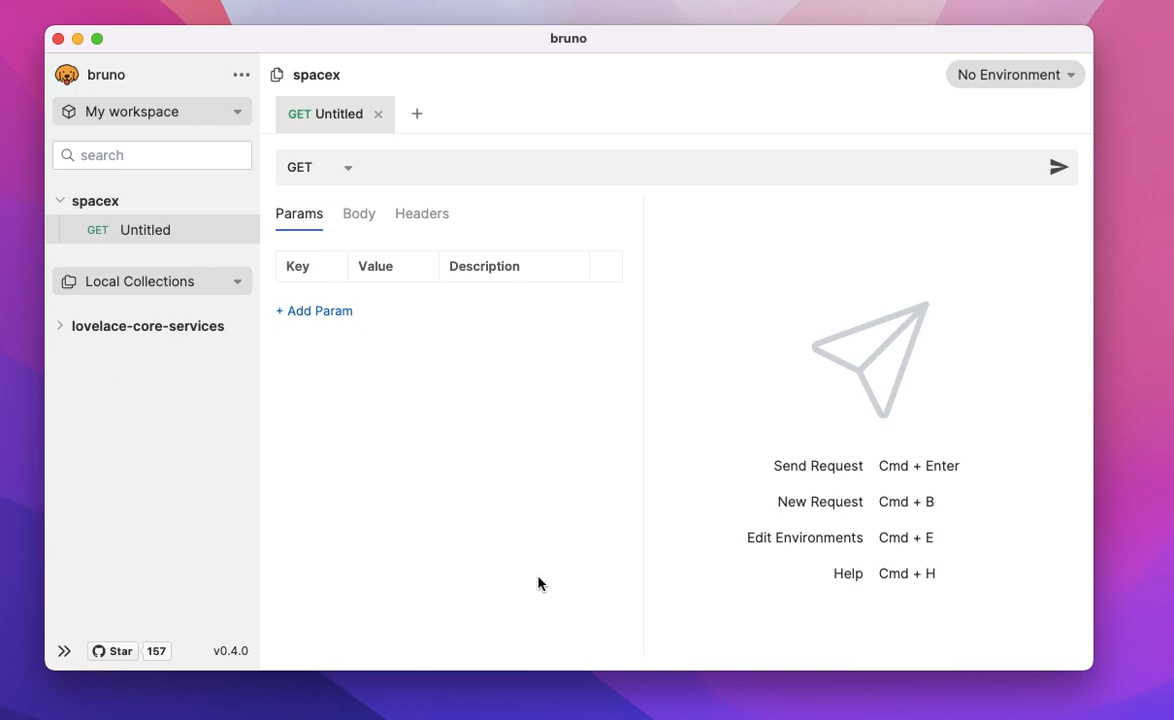 bruno
bruno
spacex
No Environment
My workspace
GET Untitled
search
GET
spacex
GET Untitled
Params Body Headers
Key Value Description
Local Collections
+ Add Param
lovelace-core-services
Send Request Cmd + Enter
New Request Cmd + B
Edit Environments Cmd + E
Help Cmd + H
Star 157 v0.4.0